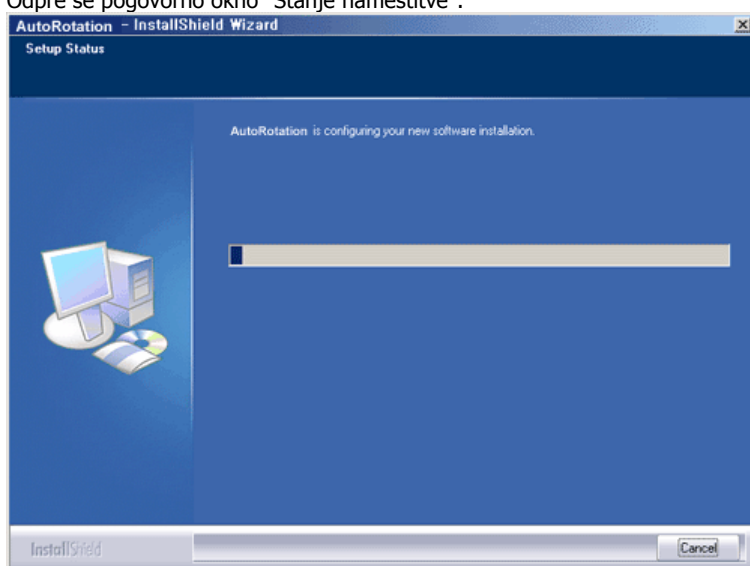 Odpre se pogovorno okno "Stanje namestitve".
AutoRotation - InstallShield Wizard
Setup Status
AutoRotation is configuring your new software installation.
InstallShield
Cancel